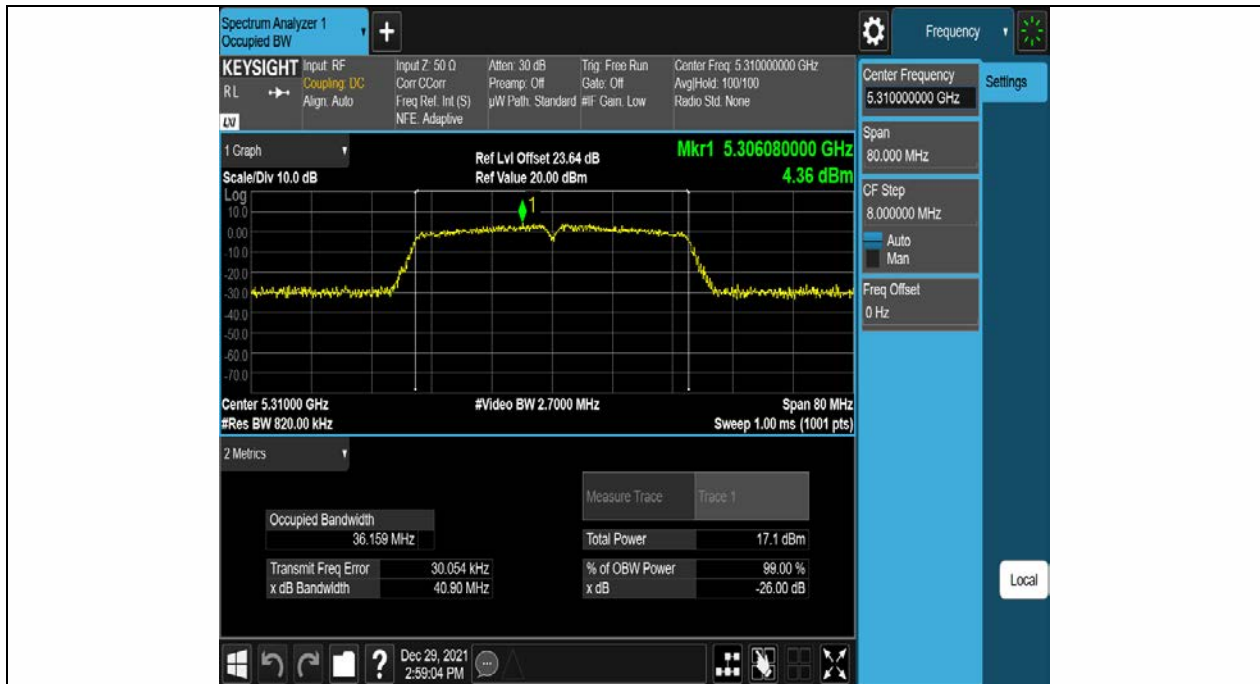 Spectrum Analyzer 1
Occupied BW
+
Frequency
KEYSIGHT
RL
LXI
Input: RF
Coupling: DC
Align: Auto
Input Z: 50 Ω
Corr CCorr
Freq Ref: Int (S)
NFE: Adaptive
Atten: 30 dB
Preamp: Off
µW Path: Standard
Trig: Free Run
Gate: Off
#IF Gain: Low
Center Freq: 5.310000000 GHz
Avg|Hold: 100/100
Radio Std: None
Center Frequency
5.310000000 GHz
Settings
Span
80.000 MHz
CF Step
8.000000 MHz
Auto
Man
Freq Offset
0 Hz
Local
1 Graph
Scale/Div 10.0 dB
Ref Lvl Offset 23.64 dB
Ref Value 20.00 dBm
Mkr1 5.306080000 GHz
4.36 dBm
Log
10.0
0.00
-10.0
-20.0
-30.0
-40.0
-50.0
-60.0
-70.0
1
Center 5.31000 GHz
#Res BW 820.00 kHz
#Video BW 2.7000 MHz
Span 80 MHz
Sweep 1.00 ms (1001 pts)
2 Metrics
Measure Trace Trace 1
Occupied Bandwidth
36.159 MHz
Total Power 17.1 dBm
Transmit Freq Error 30.054 kHz
% of OBW Power 99.00 %
x dB Bandwidth 40.90 MHz
x dB -26.00 dB
?
Dec 29, 2021
2:59:04 PM